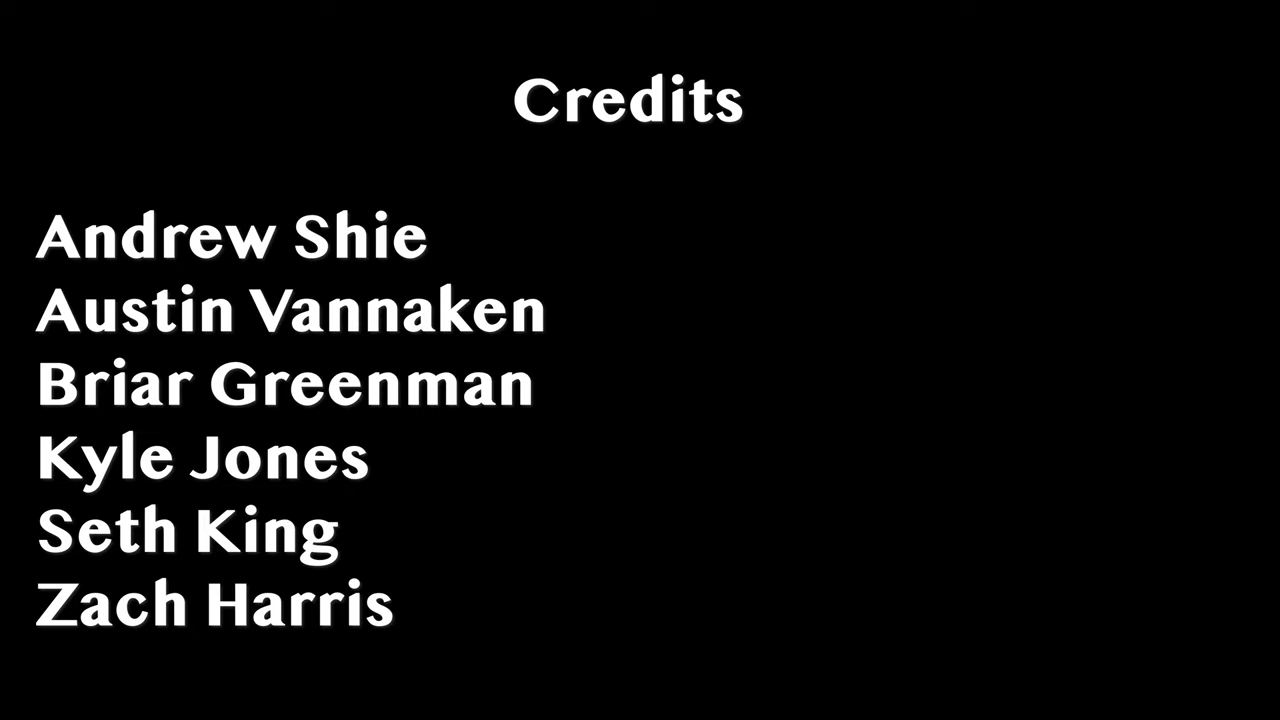 Credits
Andrew Shie
Austin Vannaken
Briar Greenman
Kyle Jones
Seth King
Zach Harris